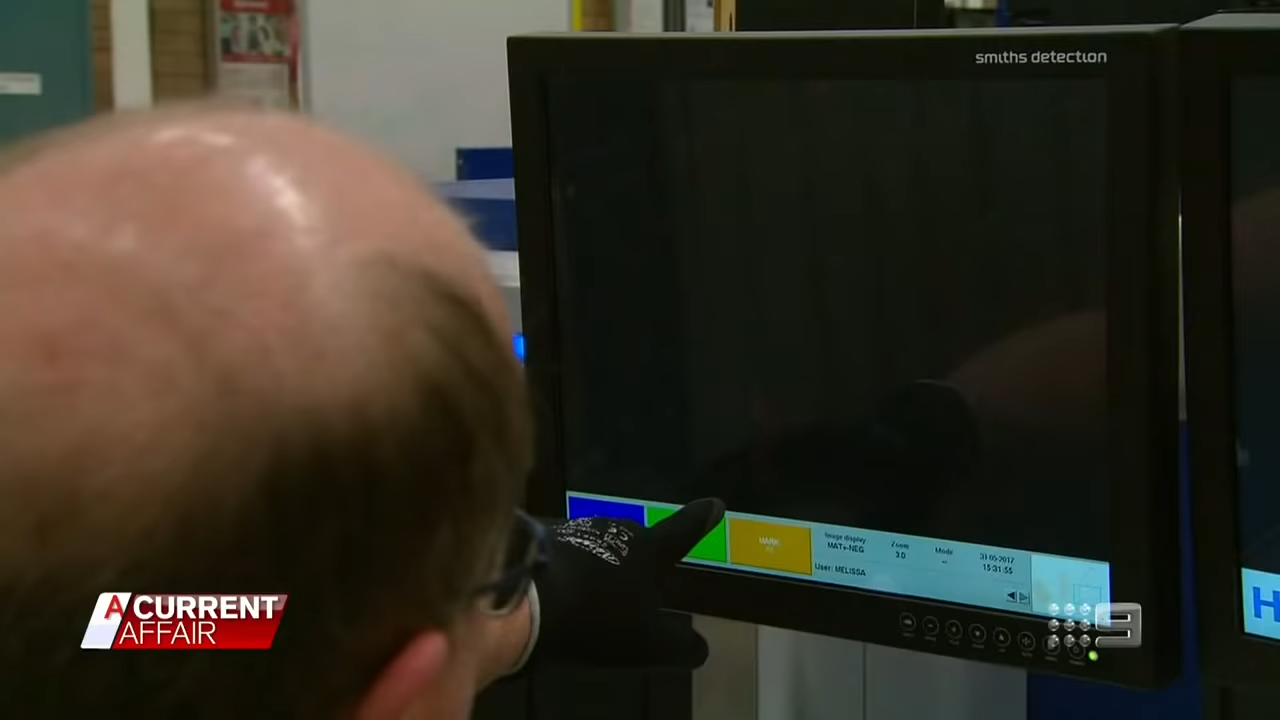 smiths detection
MARK
Image display
MAT+-NEG
Zoom
3.0
Mode
--
31-05-2017
15:31:55
User: MELISSA
H
A CURRENT
AFFAIR
9